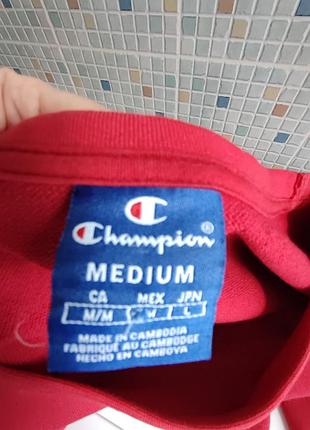 Champion®
MEDIUM
CA MEX JPN
M/M M L
MADE IN CAMBODIA
FABRIQUÉ AU CAMBODGE
HECHO EN CAMBOYA